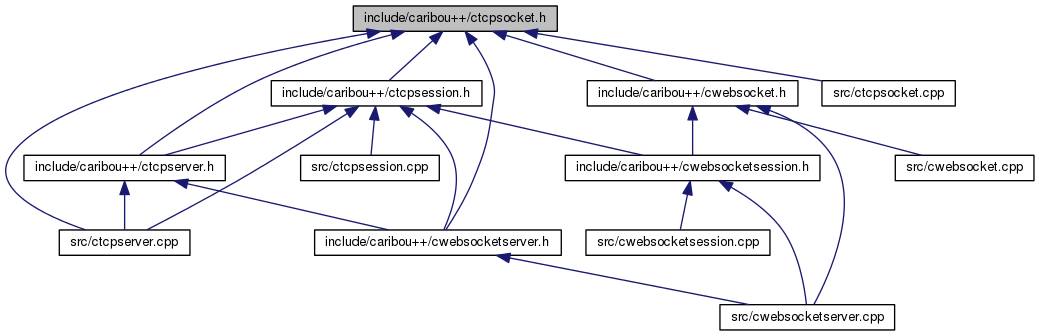 include/caribou++/ctcpsocket.h
include/caribou++/ctcpsession.h
include/caribou++/cwebsocket.h
src/ctcpsocket.cpp
include/caribou++/ctcpserver.h
src/ctcpsession.cpp
include/caribou++/cwebsocketsession.h
src/cwebsocket.cpp
src/ctcpserver.cpp
include/caribou++/cwebsocketserver.h
src/cwebsocketsession.cpp
src/cwebsocketserver.cpp